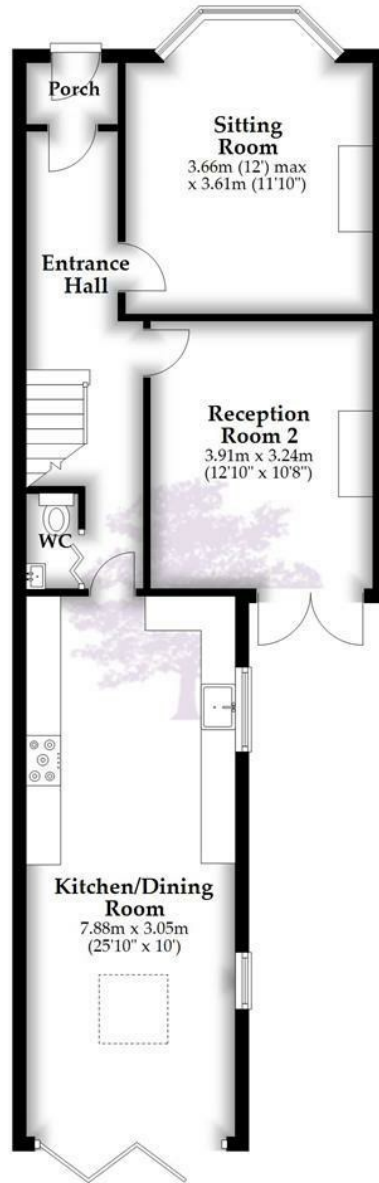 Porch
Sitting
Room
3.66m (12') max
x 3.61m (11'10")
Entrance
Hall
Reception
Room 2
3.91m x 3.24m
(12'10" x 10'8")
WC
Kitchen/Dining
Room
7.88m x 3.05m
(25'10" x 10')